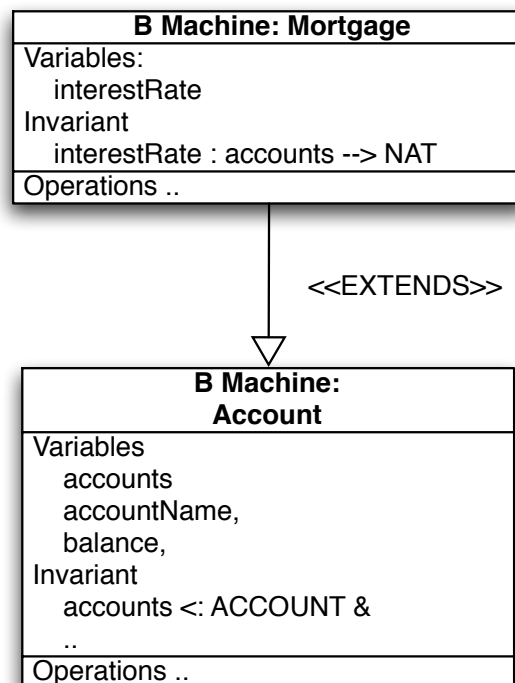 B Machine: Mortgage
Variables:
interestRate
Invariant
interestRate : accounts --> NAT
Operations ..
<<EXTENDS>>
B Machine:
Account
Variables
accounts
accountName,
balance,
Invariant
accounts <: ACCOUNT &
..
Operations ..